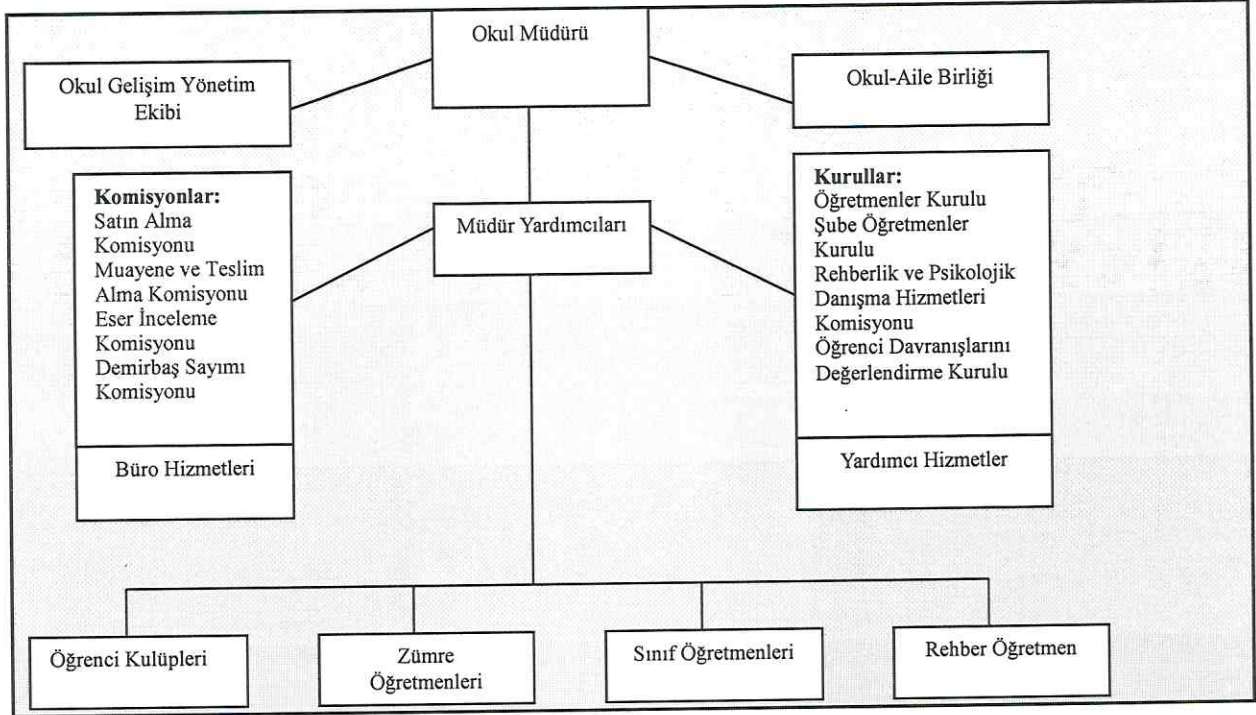 Okul Müdürü
Okul Gelişim Yönetim
Ekibi
Okul-Aile Birliği
Komisyonlar:
Satın Alma
Komisyonu
Muayene ve Teslim
Alma Komisyonu
Eser İnceleme
Komisyonu
Demirbaş Sayımı
Komisyonu
Müdür Yardımcıları
Kurullar:
Öğretmenler Kurulu
Şube Öğretmenler
Kurulu
Rehberlik ve Psikolojik
Danışma Hizmetleri
Komisyonu
Öğrenci Davranışlarını
Değerlendirme Kurulu
Büro Hizmetleri
Yardımcı Hizmetler
Öğrenci Kulüpleri
Zümre
Öğretmenleri
Sınıf Öğretmenleri
Rehber Öğretmen